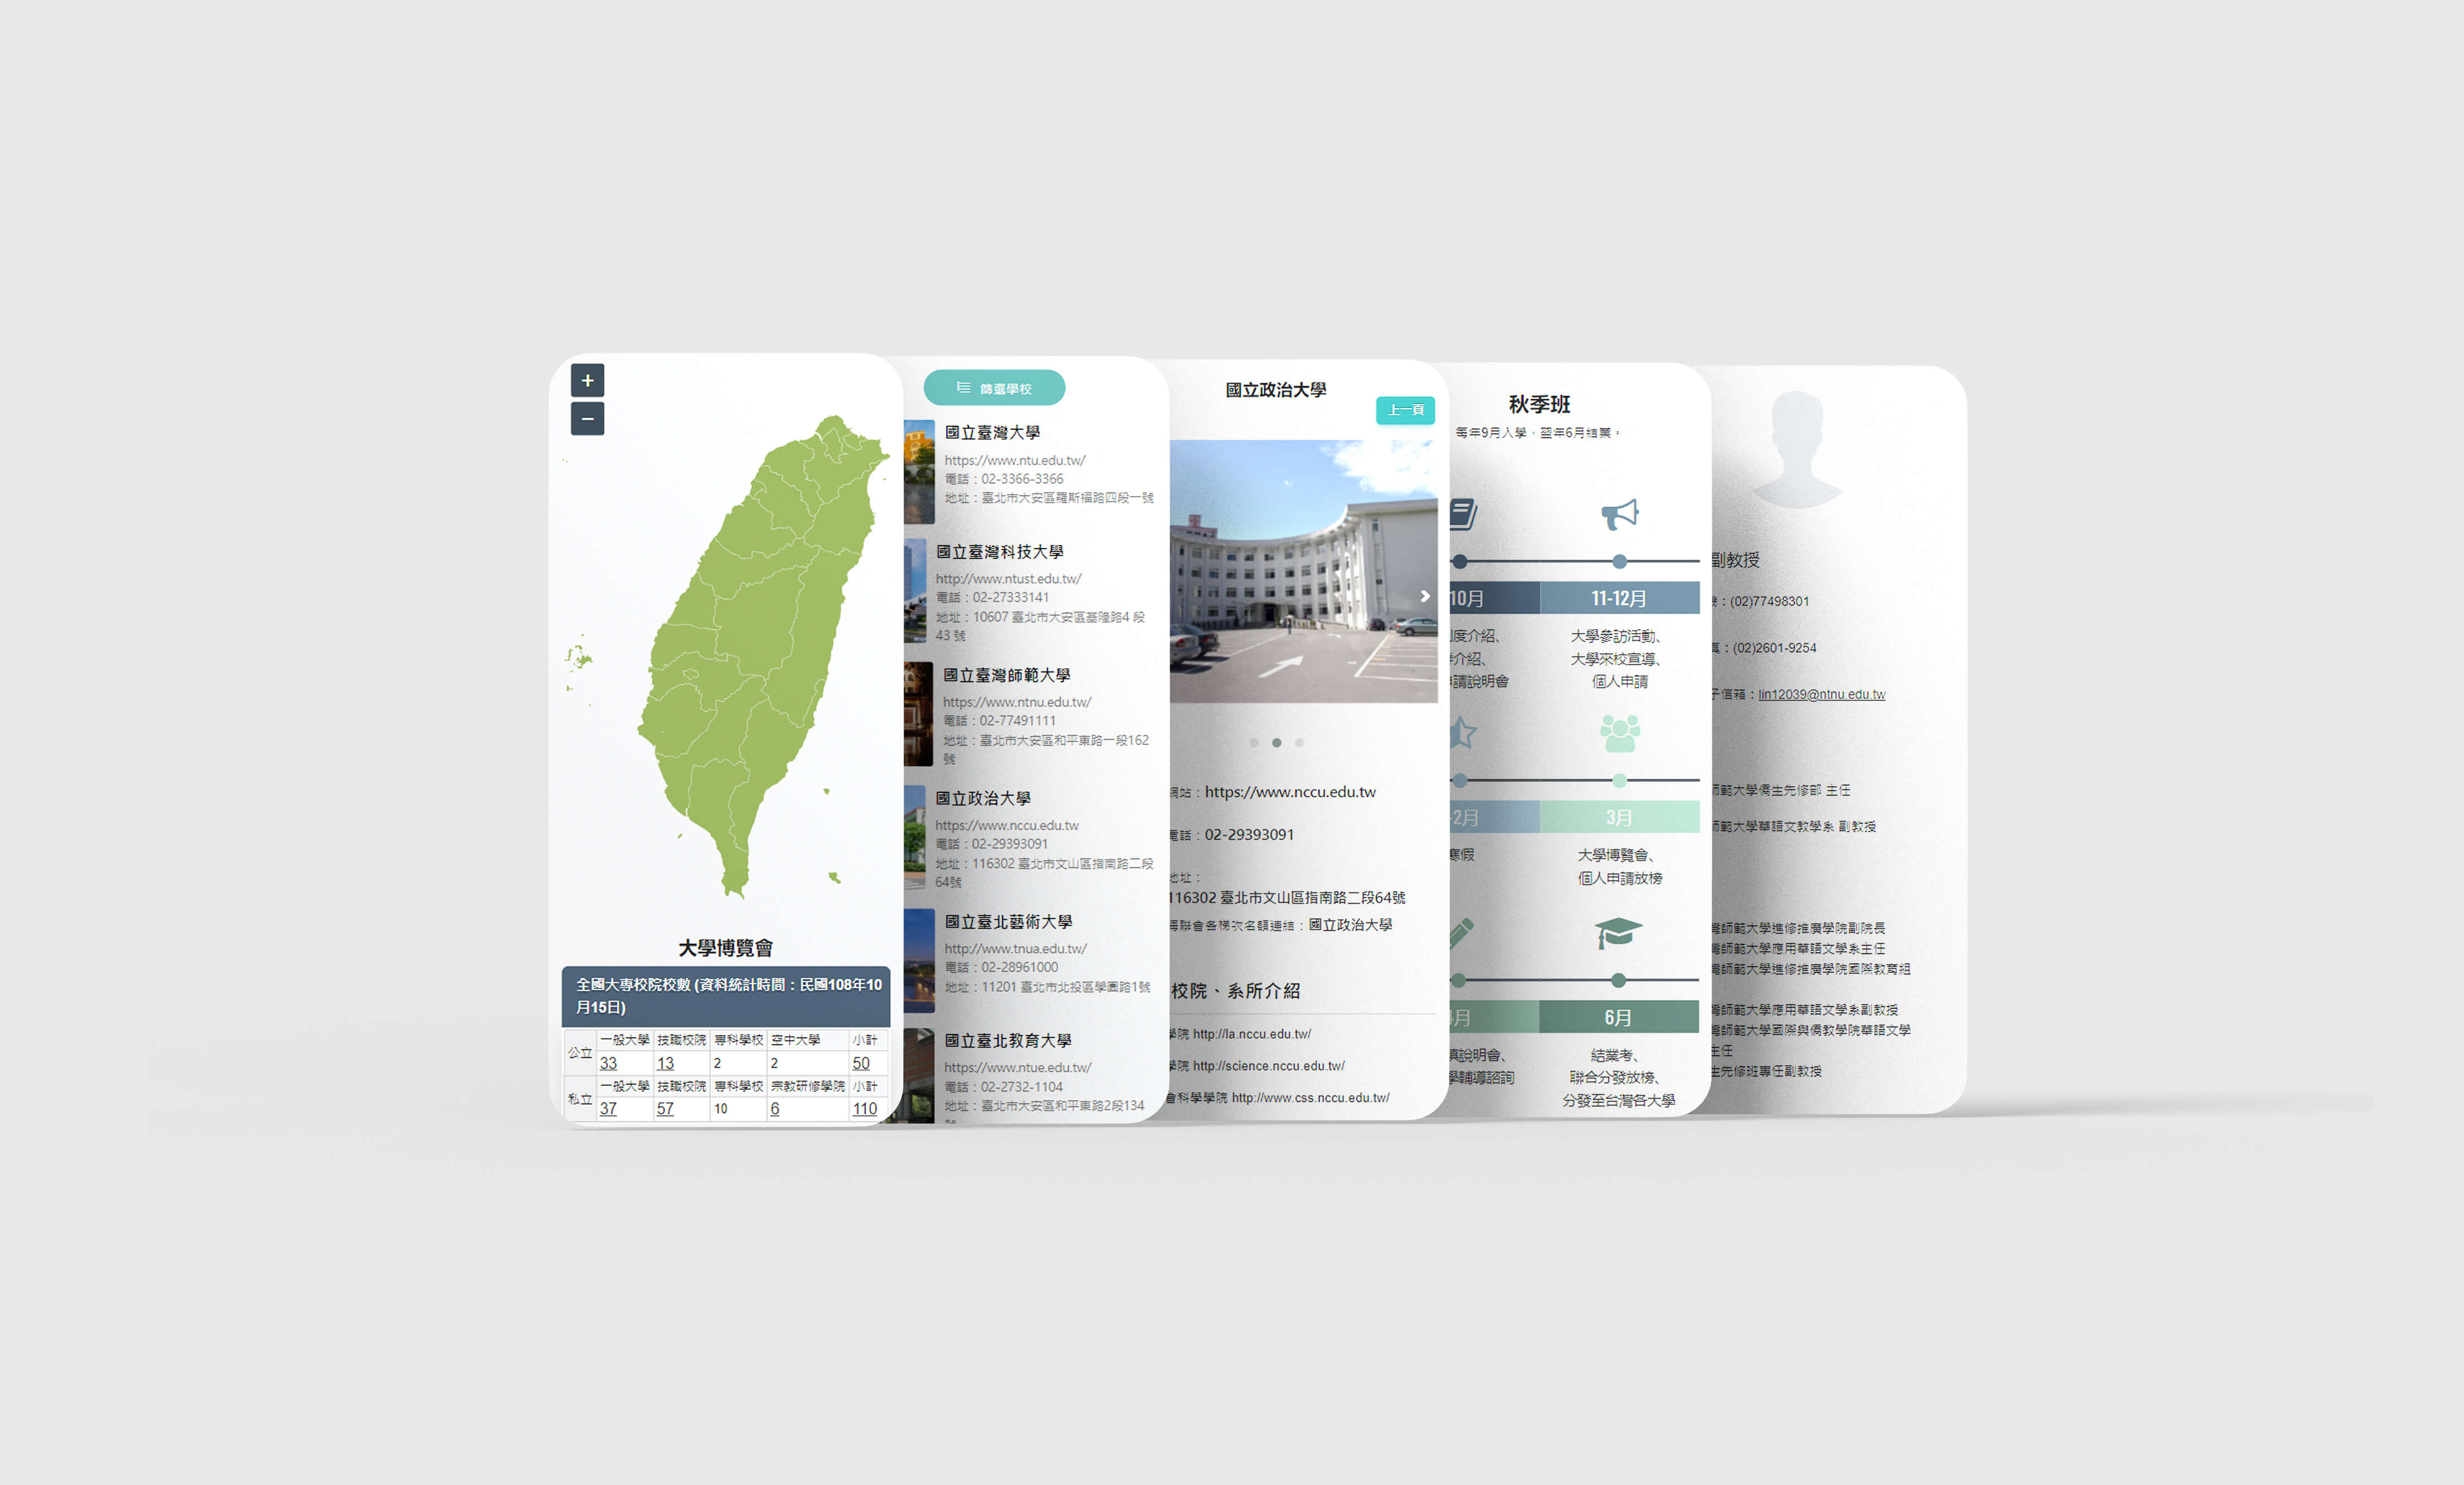 +
−
大學博覽會
全國大專校院校數 (資料統計時間：民國108年10
月15日)
公立 一般大學 技職校院 專科學校 空中大學 小計
33 13 2 2 50
私立 一般大學 技職校院 專科學校 宗教研修學院 小計
37 57 10 6 110
篩選學校
國立臺灣大學
https://www.ntu.edu.tw/
電話：02-3366-3366
地址：臺北市大安區羅斯福路四段一號
國立臺灣科技大學
http://www.ntust.edu.tw/
電話：02-27333141
地址：10607 臺北市大安區基隆路4 段
43 號
國立臺灣師範大學
https://www.ntnu.edu.tw/
電話：02-77491111
地址：臺北市大安區和平東路一段162
號
國立政治大學
https://www.nccu.edu.tw
電話：02-29393091
地址：116302 臺北市文山區指南路二段
64號
國立臺北藝術大學
http://www.tnua.edu.tw/
電話：02-28961000
地址：11201 臺北市北投區學園路1號
國立臺北教育大學
https://www.ntue.edu.tw/
電話：02-2732-1104
地址：臺北市大安區和平東路2段134
國立政治大學
上一頁
網站：https://www.nccu.edu.tw
電話：02-29393091
地址：
116302 臺北市文山區指南路二段64號
海聯會各梯次名額連結：國立政治大學
校院、系所介紹
學院 http://la.nccu.edu.tw/
學院 http://science.nccu.edu.tw/
會科學學院 http://www.css.nccu.edu.tw/
秋季班
每年9月入學，翌年6月結業。
10月 11-12月
制度介紹、 大學參訪活動、
介紹、 大學來校宣導、
申請說明會 個人申請
2月 3月
寒假 大學博覽會、
個人申請放榜
月 6月
說明會、 結業考、
學輔導諮詢 聯合分發放榜、
分發至台灣各大學
副教授
：(02)77498301
真：(02)2601-9254
子信箱：lin12039@ntnu.edu.tw
師範大學僑生先修部 主任
師範大學華語文教學系 副教授
灣師範大學進修推廣學院副院長
灣師範大學應用華語文學系主任
灣師範大學進修推廣學院國際教育組
灣師範大學應用華語文學系副教授
灣師範大學國際與僑教學院華語文學
主任
生先修班專任副教授